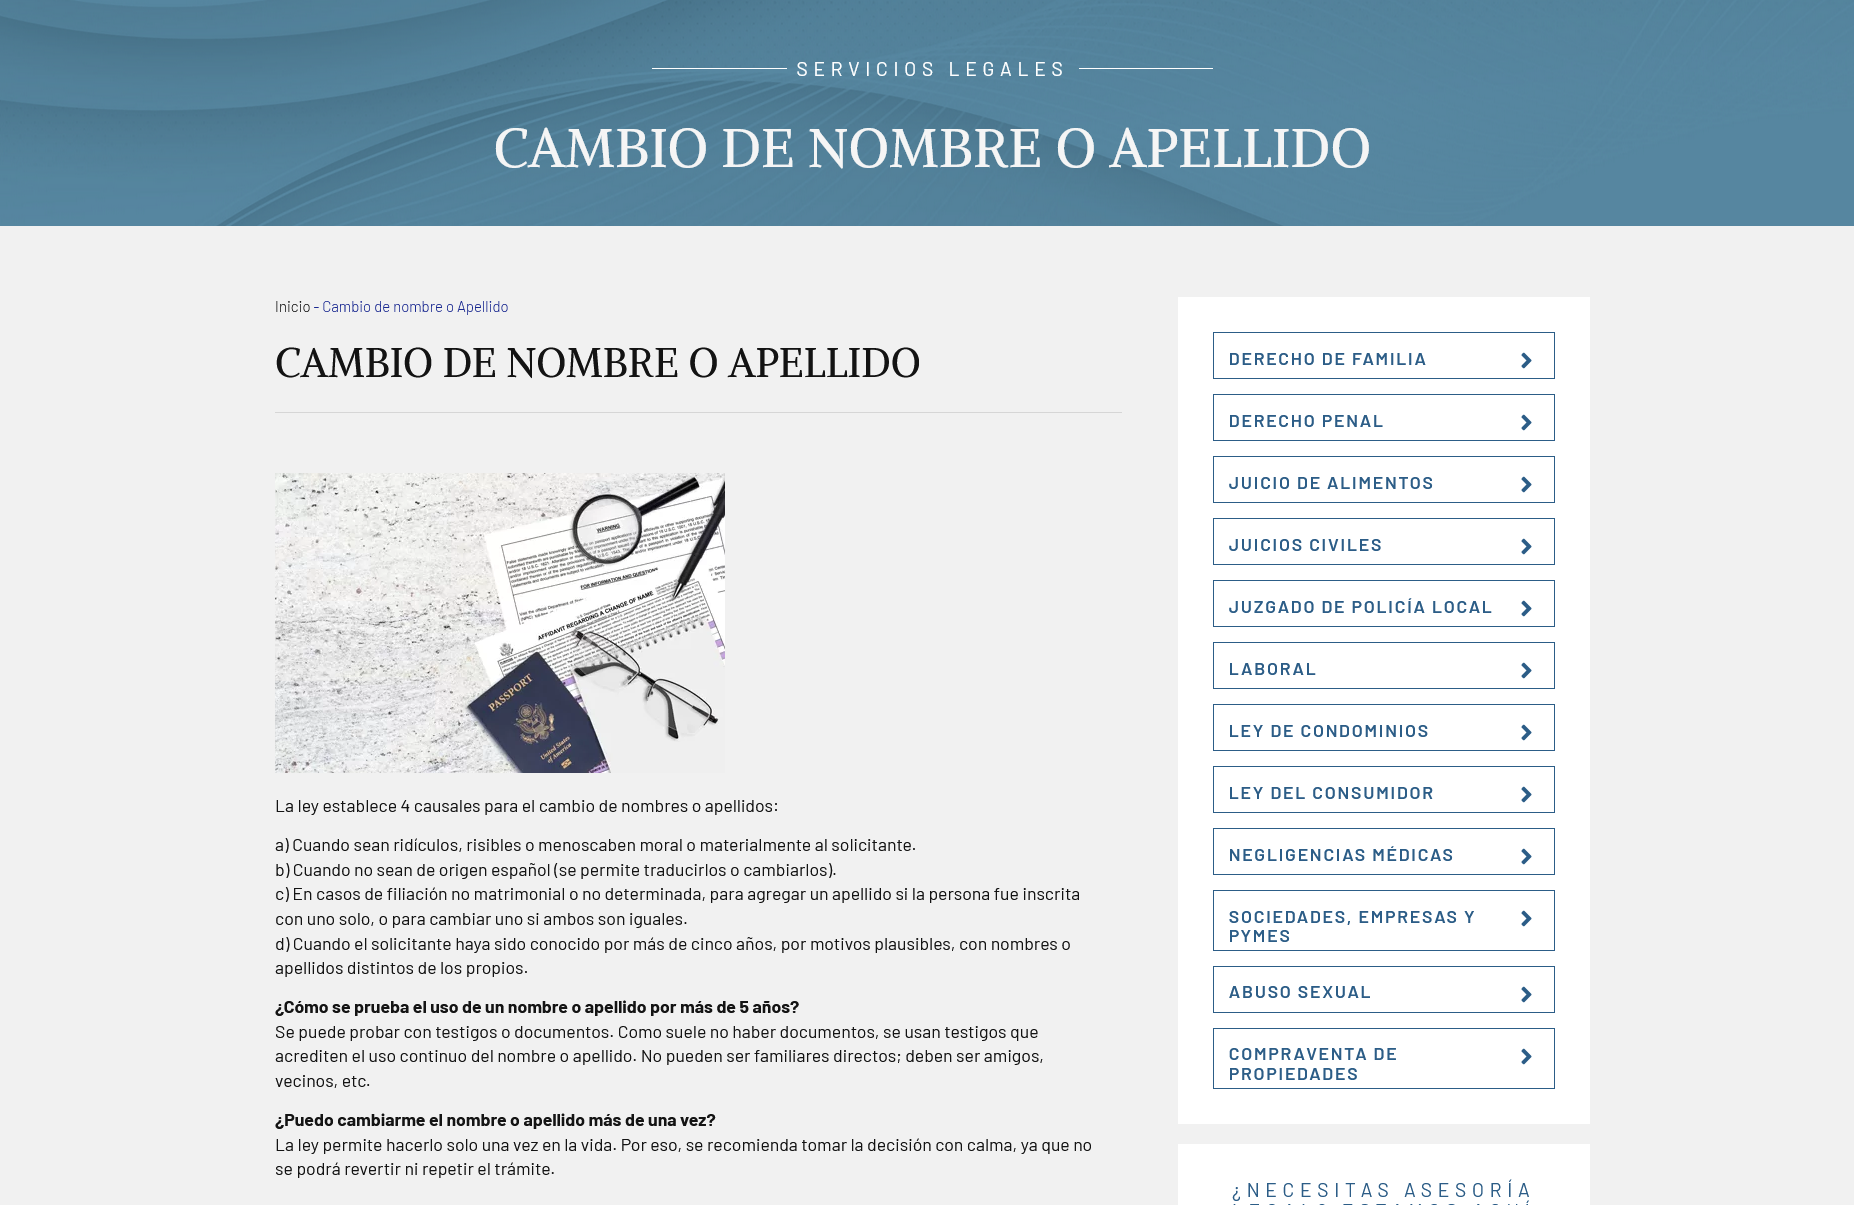 SERVICIOS LEGALES
CAMBIO DE NOMBRE O APELLIDO
Inicio - Cambio de nombre o Apellido
CAMBIO DE NOMBRE O APELLIDO
WARNING
FOR INFORMATION AND QUESTIONS
AFFIDAVIT REGARDING A CHANGE OF NAME
PASSPORT
United States
of America
La ley establece 4 causales para el cambio de nombres o apellidos:
a) Cuando sean ridículos, risibles o menoscaben moral o materialmente al solicitante.
b) Cuando no sean de origen español (se permite traducirlos o cambiarlos).
c) En casos de filiación no matrimonial o no determinada, para agregar un apellido si la persona fue inscrita
con uno solo, o para cambiar uno si ambos son iguales.
d) Cuando el solicitante haya sido conocido por más de cinco años, por motivos plausibles, con nombres o
apellidos distintos de los propios.
¿Cómo se prueba el uso de un nombre o apellido por más de 5 años?
Se puede probar con testigos o documentos. Como suele no haber documentos, se usan testigos que
acrediten el uso continuo del nombre o apellido. No pueden ser familiares directos; deben ser amigos,
vecinos, etc.
¿Puedo cambiarme el nombre o apellido más de una vez?
La ley permite hacerlo solo una vez en la vida. Por eso, se recomienda tomar la decisión con calma, ya que no
se podrá revertir ni repetir el trámite.
DERECHO DE FAMILIA
DERECHO PENAL
JUICIO DE ALIMENTOS
JUICIOS CIVILES
JUZGADO DE POLICÍA LOCAL
LABORAL
LEY DE CONDOMINIOS
LEY DEL CONSUMIDOR
NEGLIGENCIAS MÉDICAS
SOCIEDADES, EMPRESAS Y
PYMES
ABUSO SEXUAL
COMPRAVENTA DE
PROPIEDADES
¿NECESITAS ASESORÍA